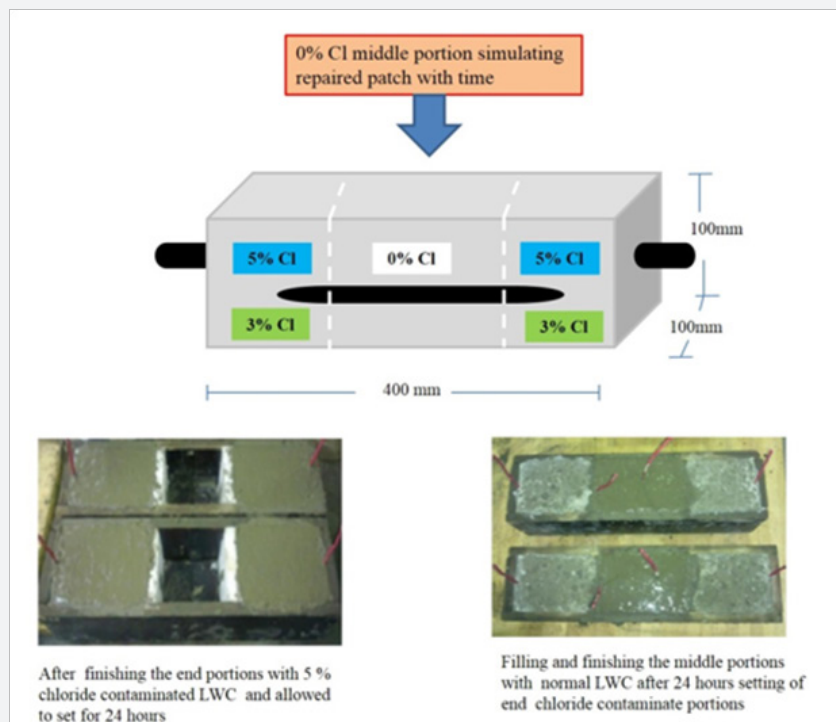 0% Cl middle portion simulating
repaired patch with time
100mm
5% Cl
0% Cl
5% Cl
3% Cl
3% Cl
100mm
400 mm
After finishing the end portions with 5 %
chloride contaminated LWC and allowed
to set for 24 hours
Filling and finishing the middle portions
with normal LWC after 24 hours setting of
end chloride contaminate portions